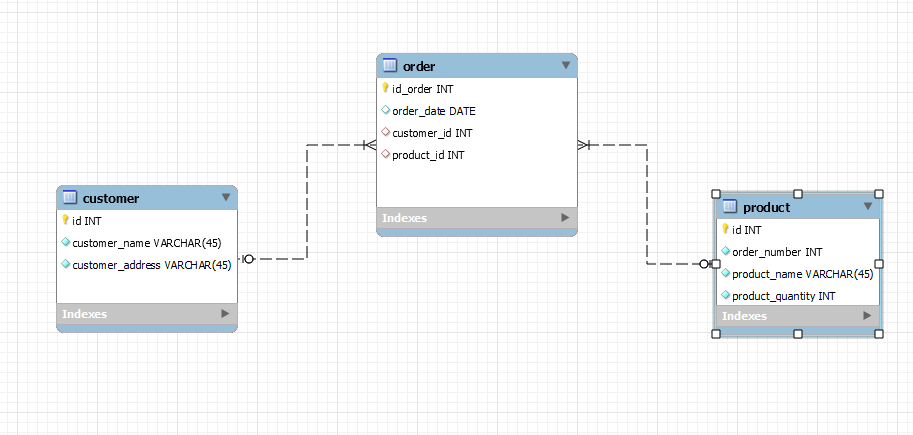 order
id_order INT
order_date DATE
customer_id INT
product_id INT
Indexes
customer
id INT
customer_name VARCHAR(45)
customer_address VARCHAR(45)
Indexes
product
id INT
order_number INT
product_name VARCHAR(45)
product_quantity INT
Indexes